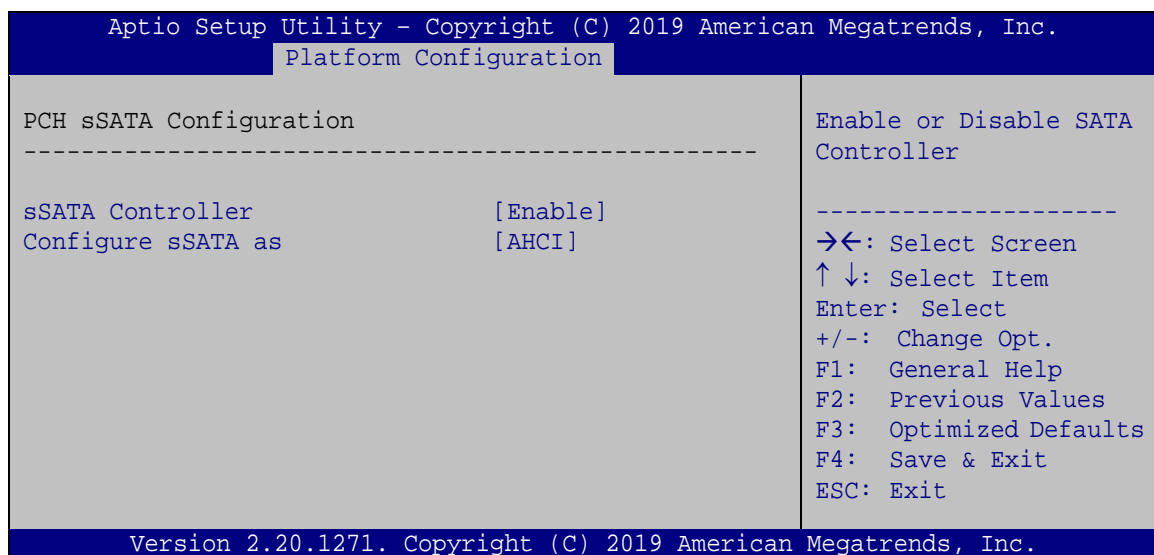 Aptio Setup Utility – Copyright (C) 2019 American Megatrends, Inc.
Platform Configuration
PCH sSATA Configuration
---------------------------------------------------
sSATA Controller [Enable]
Configure sSATA as [AHCI]
Enable or Disable SATA
Controller
---------------------
→←: Select Screen
↑ ↓: Select Item
Enter: Select
+/-: Change Opt.
F1: General Help
F2: Previous Values
F3: Optimized Defaults
F4: Save & Exit
ESC: Exit
Version 2.20.1271. Copyright (C) 2019 American Megatrends, Inc.